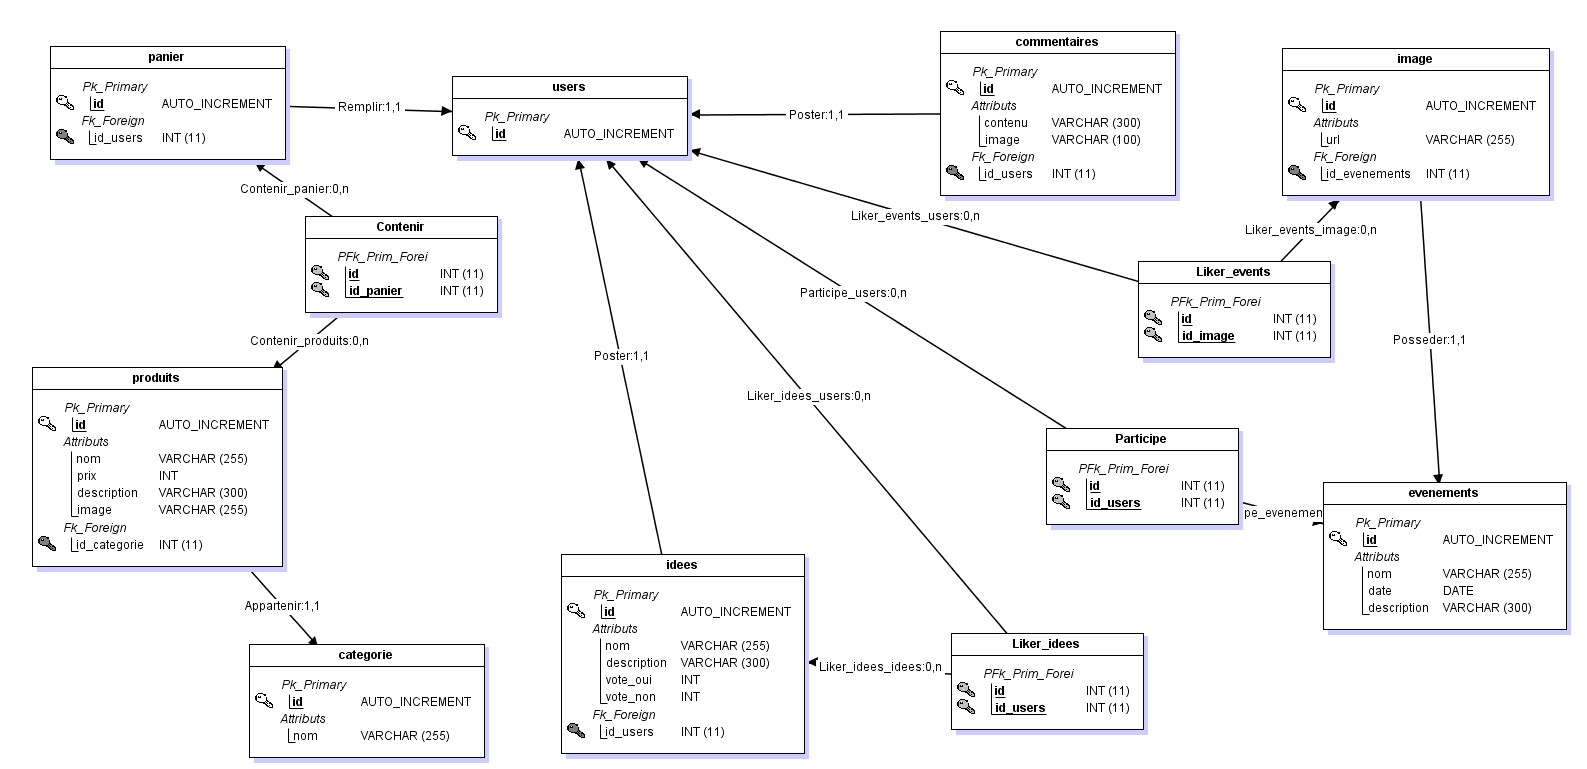 panier
Pk_Primary
id AUTO_INCREMENT
Fk_Foreign
id_users INT (11)
Remplir:1,1
users
Pk_Primary
id AUTO_INCREMENT
Poster:1,1
commentaires
Pk_Primary
id AUTO_INCREMENT
Attributs
contenu VARCHAR (300)
image VARCHAR (100)
Fk_Foreign
id_users INT (11)
image
Pk_Primary
id AUTO_INCREMENT
Attributs
url VARCHAR (255)
Fk_Foreign
id_evenements INT (11)
Contenir_panier:0,n
Contenir
PFk_Prim_Forei
id INT (11)
id_panier INT (11)
Contenir_produits:0,n
Liker_events_users:0,n
Liker_events_image:0,n
Liker_events
PFk_Prim_Forei
id INT (11)
id_image INT (11)
Participe_users:0,n
Poster:1,1
Posseder:1,1
produits
Pk_Primary
id AUTO_INCREMENT
Attributs
nom VARCHAR (255)
prix INT
description VARCHAR (300)
image VARCHAR (255)
Fk_Foreign
id_categorie INT (11)
Liker_idees_users:0,n
Participe
PFk_Prim_Forei
id INT (11)
id_users INT (11)
pe_evenemen
evenements
Pk_Primary
id AUTO_INCREMENT
Attributs
nom VARCHAR (255)
date DATE
description VARCHAR (300)
Appartenir:1,1
categorie
Pk_Primary
id AUTO_INCREMENT
Attributs
nom VARCHAR (255)
idees
Pk_Primary
id AUTO_INCREMENT
Attributs
nom VARCHAR (255)
description VARCHAR (300)
vote_oui INT
vote_non INT
Fk_Foreign
id_users INT (11)
Liker_idees_idees:0,n
Liker_idees
PFk_Prim_Forei
id INT (11)
id_users INT (11)